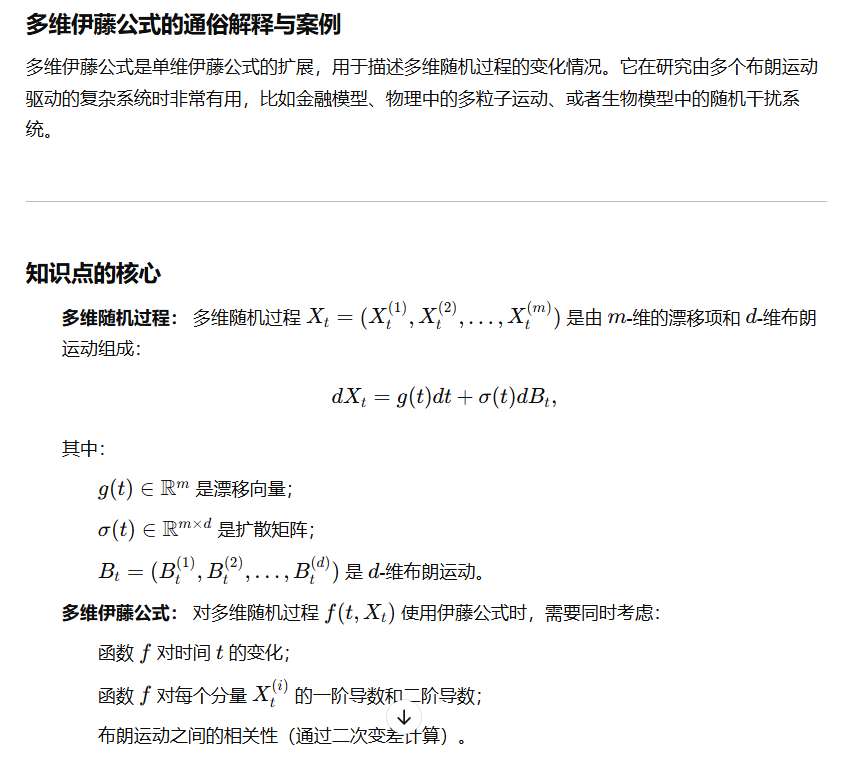 多维伊藤公式的通俗解释与案例
多维伊藤公式是单维伊藤公式的扩展，用于描述多维随机过程的变化情况。它在研究由多个布朗运动
驱动的复杂系统时非常有用，比如金融模型、物理中的多粒子运动、或者生物模型中的随机干扰系
统。
知识点的核心
多维随机过程： 多维随机过程 $X_t = (X_t^{(1)}, X_t^{(2)}, \ldots, X_t^{(m)})$ 是由 $m$-维的漂移项和 $d$-维布朗
运动组成：
$dX_t = g(t)dt + \sigma(t)dB_t,$
其中：
$g(t) \in \mathbb{R}^m$ 是漂移向量；
$\sigma(t) \in \mathbb{R}^{m \times d}$ 是扩散矩阵；
$B_t = (B_t^{(1)}, B_t^{(2)}, \ldots, B_t^{(d)})$ 是 $d$-维布朗运动。
多维伊藤公式： 对多维随机过程 $f(t, X_t)$ 使用伊藤公式时，需要同时考虑：
函数 $f$ 对时间 $t$ 的变化；
函数 $f$ 对每个分量 $X_t^{(i)}$ 的一阶导数和二阶导数；
布朗运动之间的相关性（通过二次变差计算）。